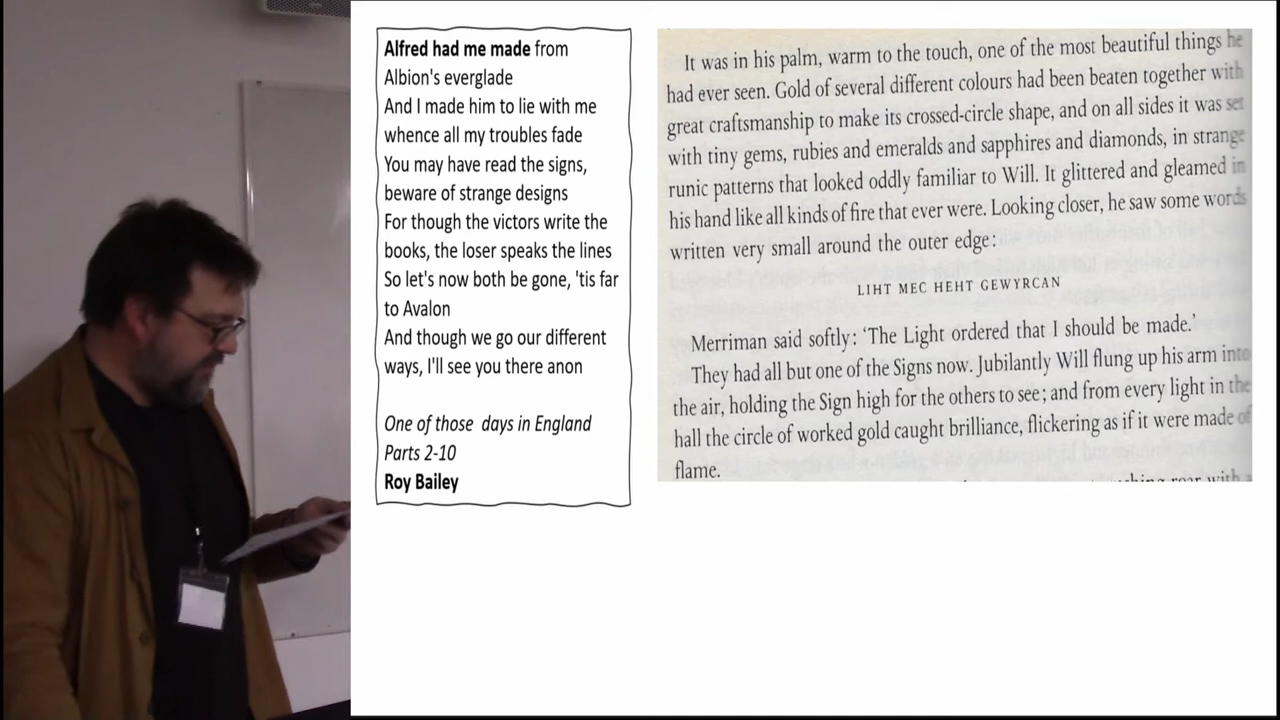 Alfred had me made from
Albion's everglade
And I made him to lie with me
whence all my troubles fade
You may have read the signs,
beware of strange designs
For though the victors write the
books, the loser speaks the lines
So let's now both be gone, 'tis far
to Avalon
And though we go our different
ways, I'll see you there anon
One of those days in England
Parts 2-10
Roy Bailey
It was in his palm, warm to the touch, one of the most beautiful things he
had ever seen. Gold of several different colours had been beaten together with
great craftsmanship to make its crossed-circle shape, and on all sides it was set
with tiny gems, rubies and emeralds and sapphires and diamonds, in strange
runic patterns that looked oddly familiar to Will. It glittered and gleamed in
his hand like all kinds of fire that ever were. Looking closer, he saw some words
written very small around the outer edge:
LIHT MEC HEHT GEWYRCAN
Merriman said softly: ‘The Light ordered that I should be made.’
They had all but one of the Signs now. Jubilantly Will flung up his arm into
the air, holding the Sign high for the others to see; and from every light in the
hall the circle of worked gold caught brilliance, flickering as if it were made of
flame.